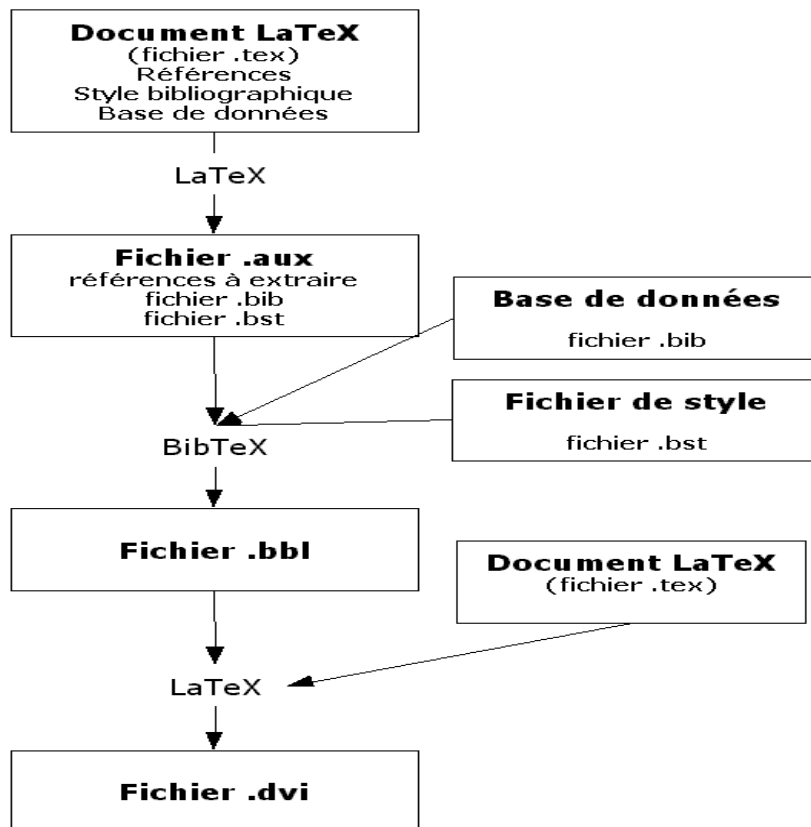 Document LaTeX
(fichier .tex)
Références
Style bibliographique
Base de données
LaTeX
Fichier .aux
références à extraire
fichier .bib
fichier .bst
Base de données
fichier .bib
Fichier de style
fichier .bst
BibTeX
Fichier .bbl
Document LaTeX
(fichier .tex)
LaTeX
Fichier .dvi